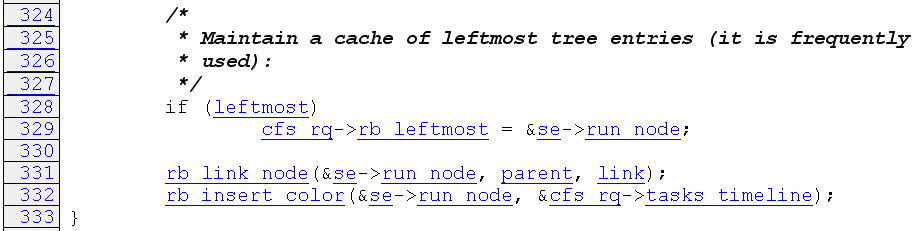 324 /*
325 * Maintain a cache of leftmost tree entries (it is frequently
326 * used):
327 */
328 if (leftmost)
329 cfs_rq->rb_leftmost = &se->run_node;
330
331 rb_link_node(&se->run_node, parent, link);
332 rb_insert_color(&se->run_node, &cfs_rq->tasks_timeline);
333 }